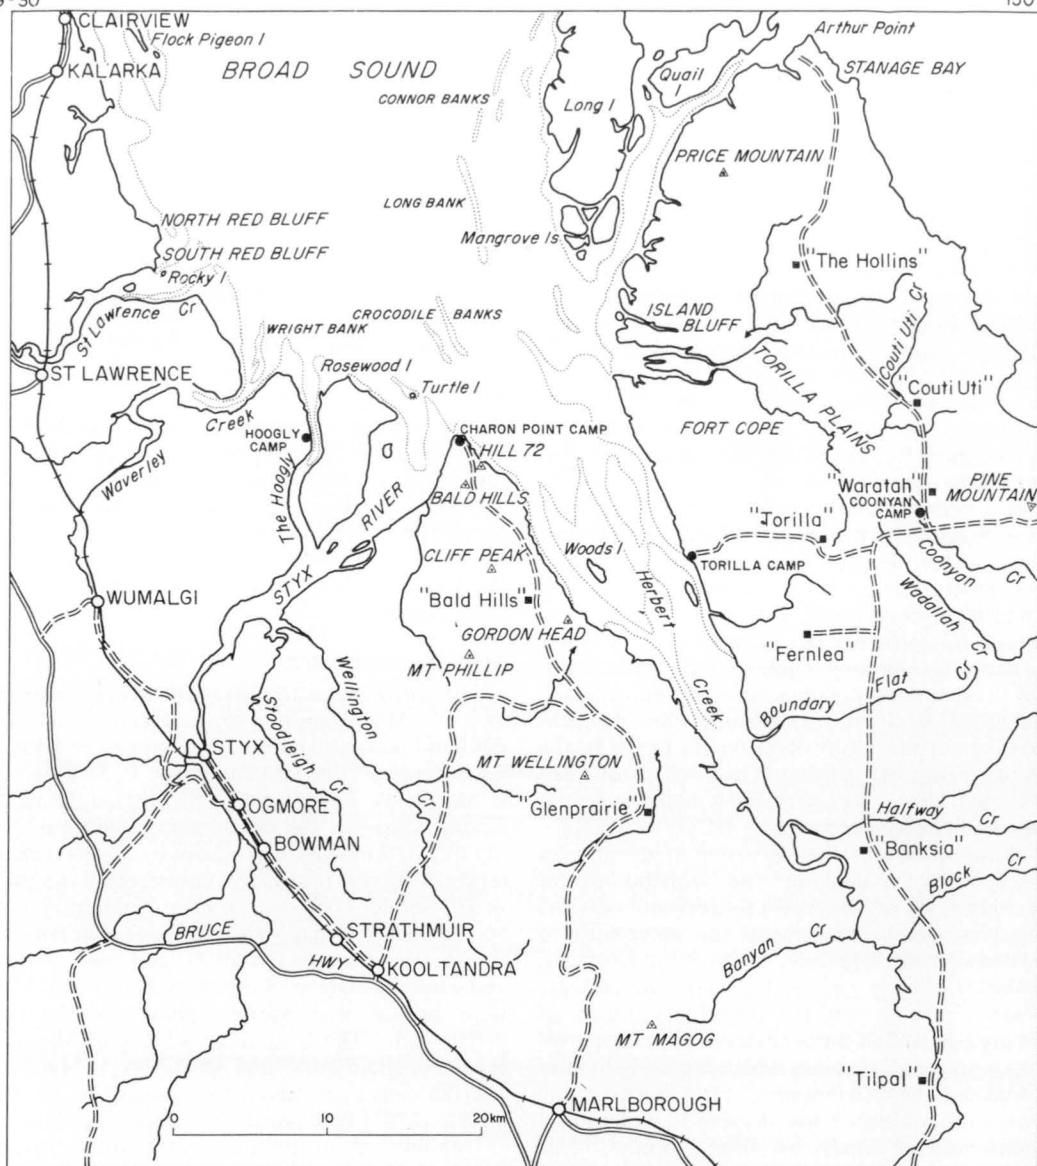 CLAIRVIEW
Flock Pigeon I
KALARKA
BROAD SOUND
CONNOR BANKS
Long I
Quail I
Arthur Point
STANAGE BAY
PRICE MOUNTAIN
LONG BANK
Mangrove Is
NORTH RED BLUFF
SOUTH RED BLUFF
Rocky I
"The Hollins"
St Lawrence Cr
WRIGHT BANK
CROCODILE BANKS
ISLAND BLUFF
Couti Uti Cr
ST LAWRENCE
Rosewood I
Turtle I
TORILLA PLAINS
"Couti Uti"
Waverley Creek
HOOGLY CAMP
The Hoogly
CHARON POINT CAMP
HILL 72
BALD HILLS
FORT COPE
"Waratah"
COONYAN CAMP
PINE MOUNTAIN
"Torilla"
STYX RIVER
CLIFF PEAK
Woods I
TORILLA CAMP
Coonyan Cr
Wadallah Cr
WUMALGI
"Bald Hills"
Herbert Creek
GORDON HEAD
"Fernlea"
MT PHILLIP
Flat Cr
Boundary Cr
Wellington Cr
Woodleigh Cr
STYX
MT WELLINGTON
OGMORE
"Glenprairie"
Halfway Cr
BOWMAN
"Banksia"
Block Cr
BRUCE HWY
STRATHMUIR
KOOLTANDRA
Banyan Cr
MT MAGOG
"Tilpal"
0 10 20km
MARLBOROUGH